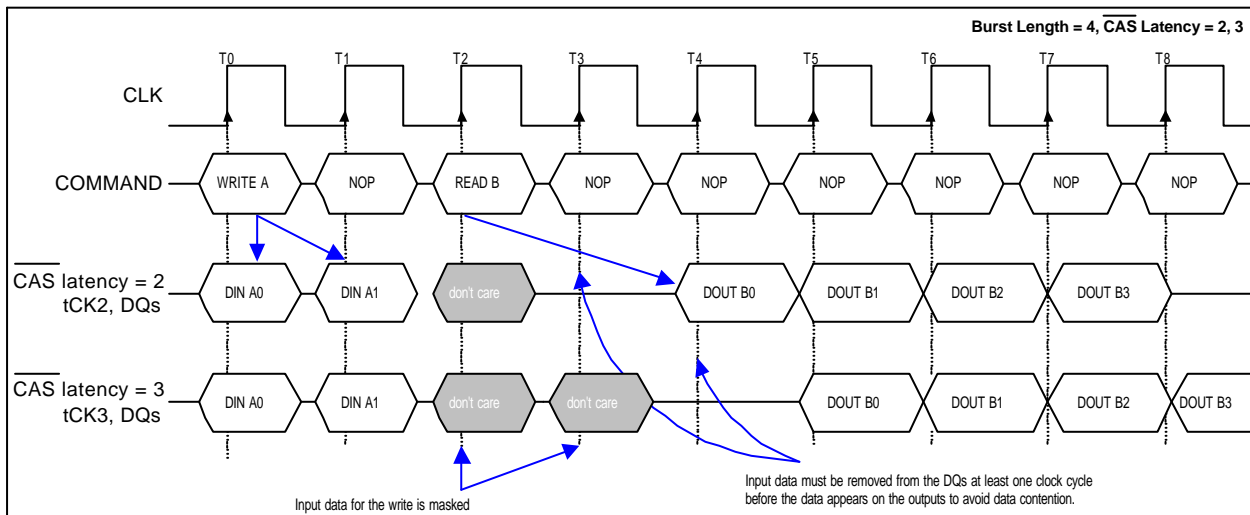 Burst Length = 4, CAS Latency = 2, 3
T0 T1 T2 T3 T4 T5 T6 T7 T8
CLK
COMMAND WRITE A NOP READ B NOP NOP NOP NOP NOP NOP
CAS latency = 2
tCK2, DQs
DIN A0 DIN A1 don't care DOUT B0 DOUT B1 DOUT B2 DOUT B3
CAS latency = 3
tCK3, DQs
DIN A0 DIN A1 don't care don't care DOUT B0 DOUT B1 DOUT B2 DOUT B3
Input data for the write is masked
Input data must be removed from the DQs at least one clock cycle
before the data appears on the outputs to avoid data contention.